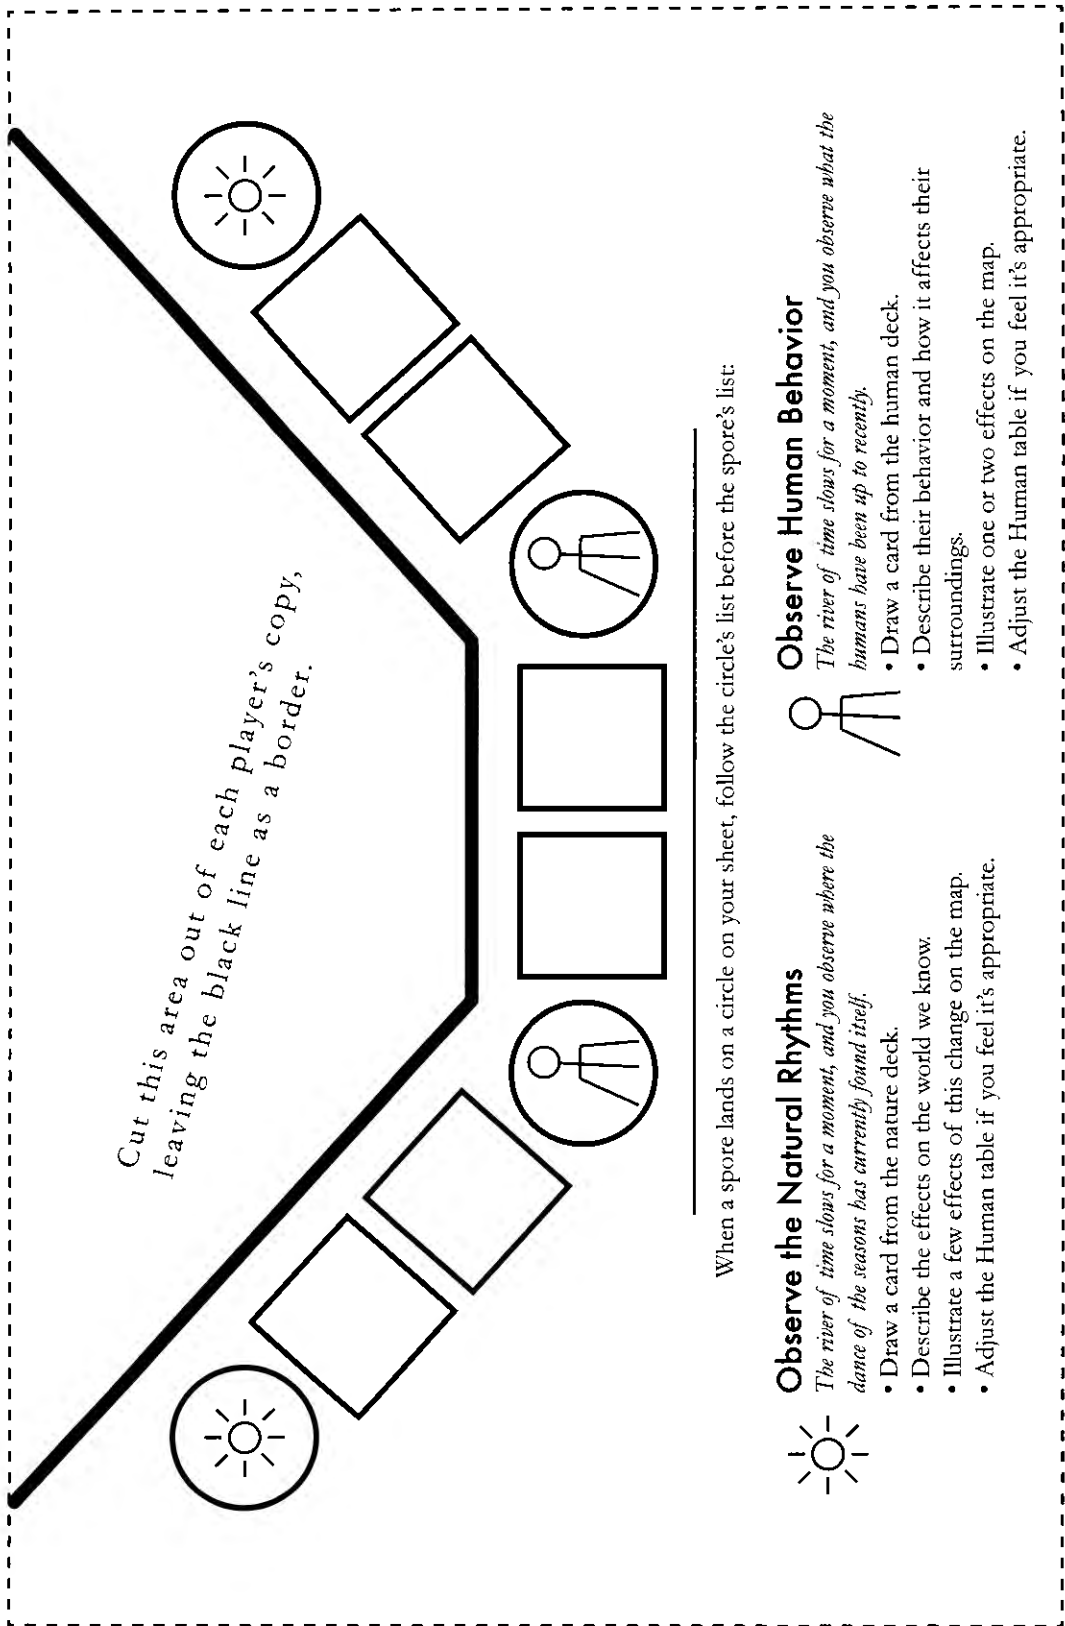 Cut this area out of each player's copy,
leaving the black line as a border.
When a spore lands on a circle on your sheet, follow the circle's list before the spore's list:
Observe the Natural Rhythms
The river of time slows for a moment, and you observe where the
dance of the seasons has currently found itself.
• Draw a card from the nature deck.
• Describe the effects on the world we know.
• Illustrate a few effects of this change on the map.
• Adjust the Human table if you feel it's appropriate.
Observe Human Behavior
The river of time slows for a moment, and you observe what the
humans have been up to recently.
• Draw a card from the human deck.
• Describe their behavior and how it affects their
surroundings.
• Illustrate one or two effects on the map.
• Adjust the Human table if you feel it's appropriate.